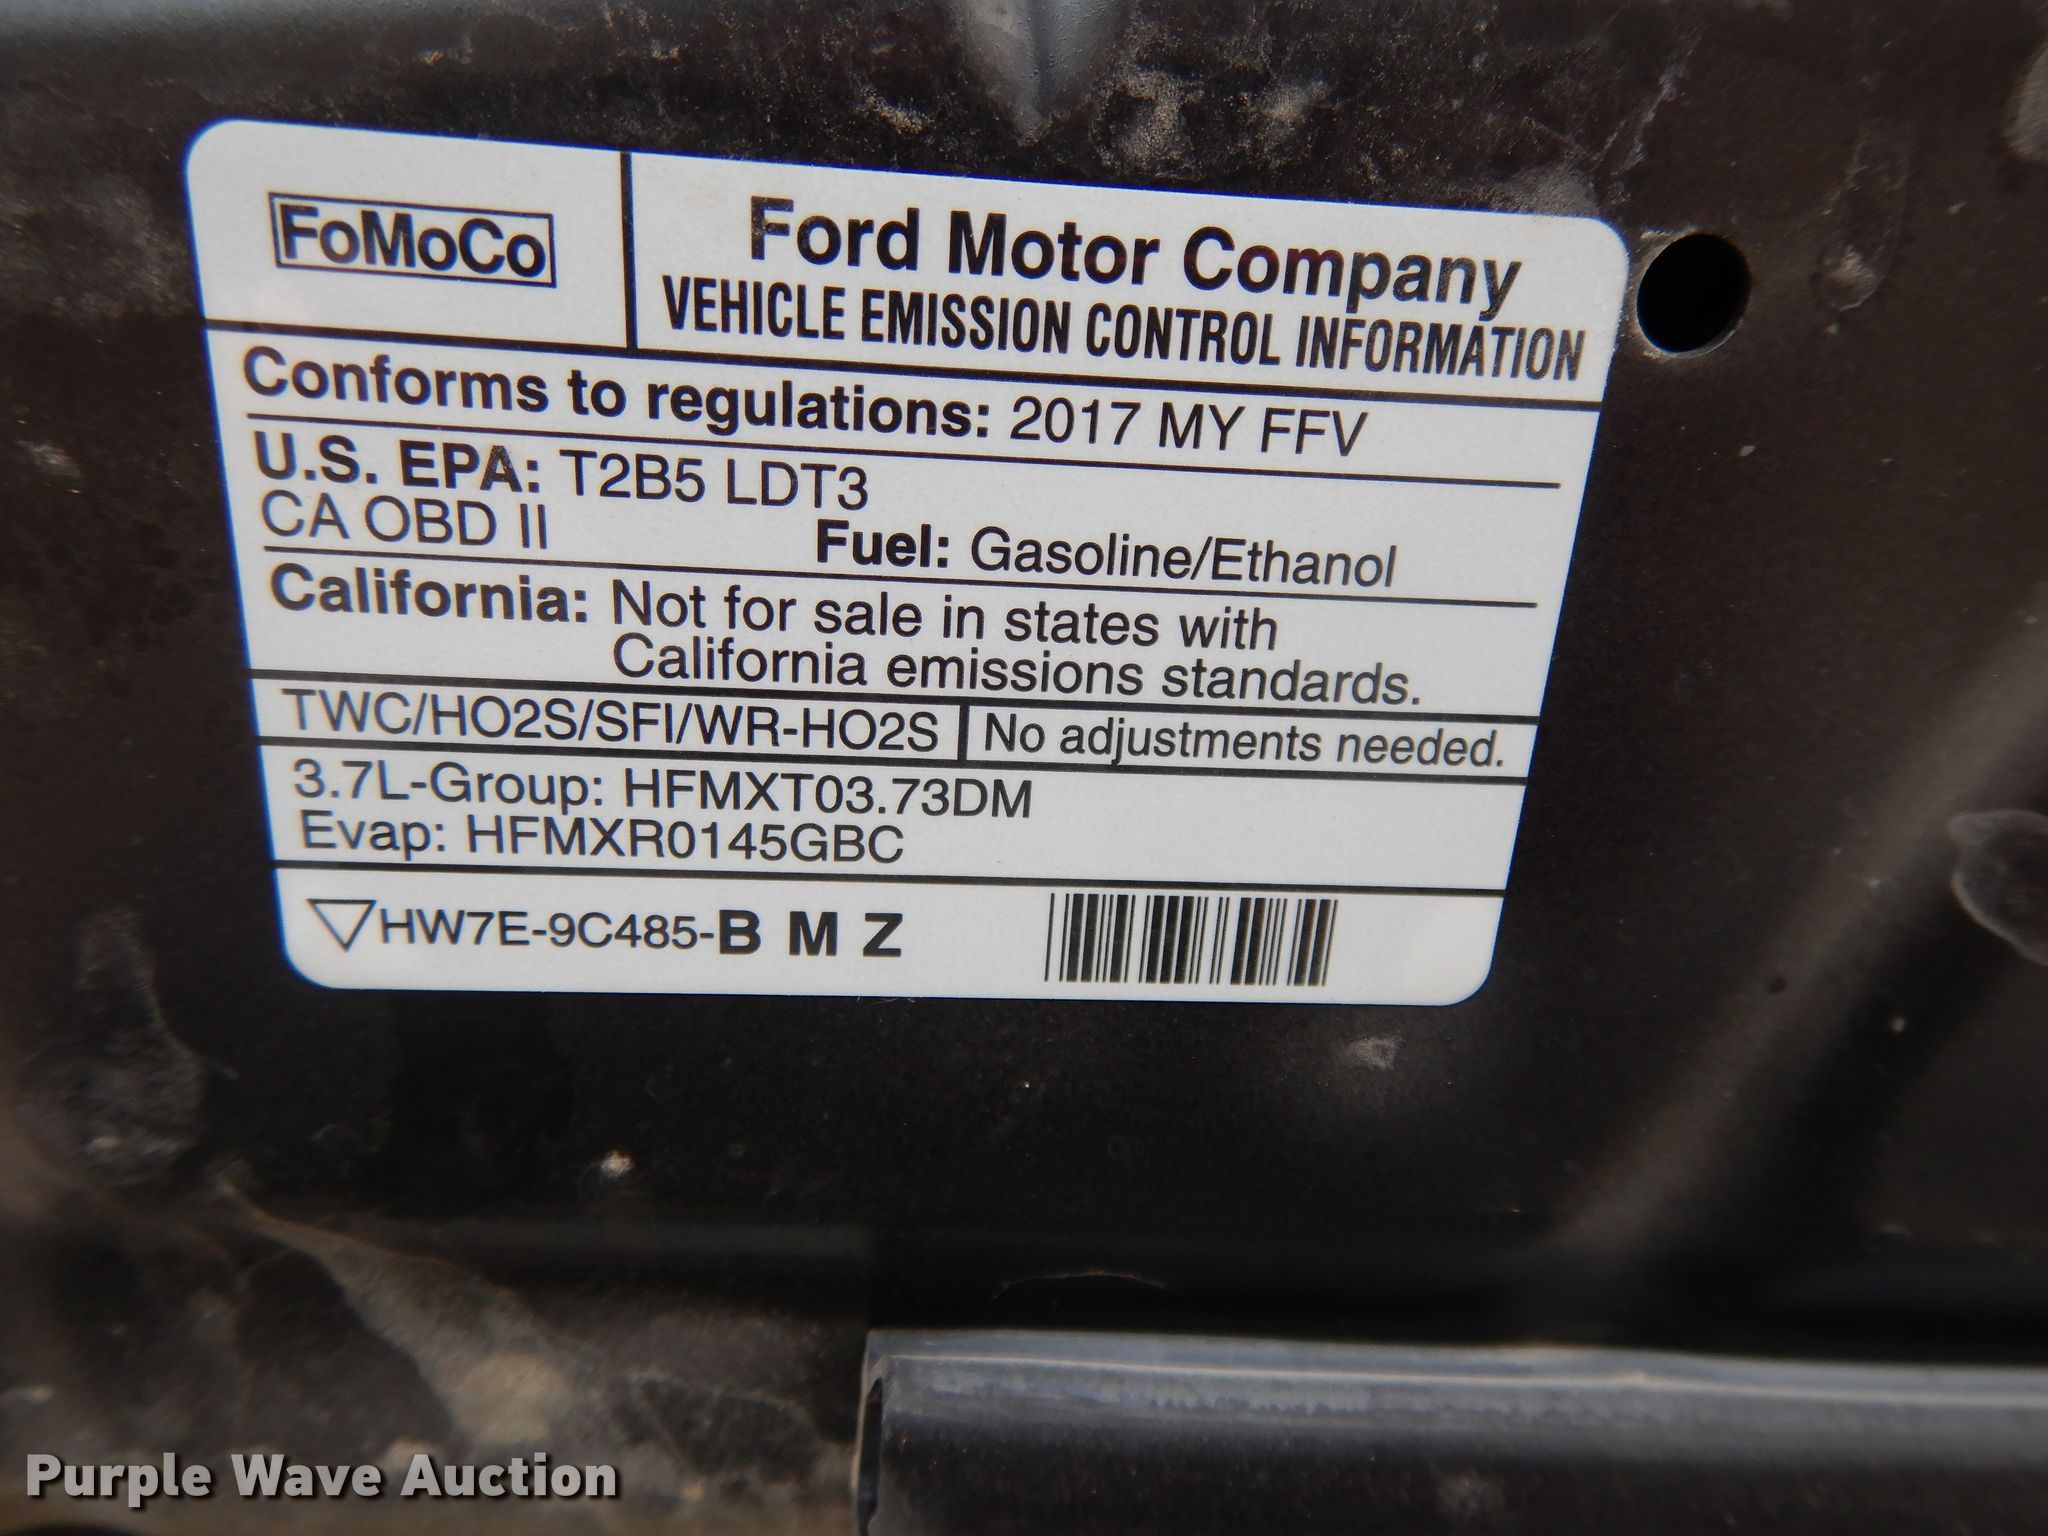 FoMoCo
Ford Motor Company
VEHICLE EMISSION CONTROL INFORMATION
Conforms to regulations: 2017 MY FFV
U.S. EPA: T2B5 LDT3
CA OBD II Fuel: Gasoline/Ethanol
California: Not for sale in states with
California emissions standards.
TWC/HO2S/SFI/WR-HO2S No adjustments needed.
3.7L-Group: HFMXT03.73DM
Evap: HFMXR0145GBC
HW7E-9C485-B M Z
Purple Wave Auction